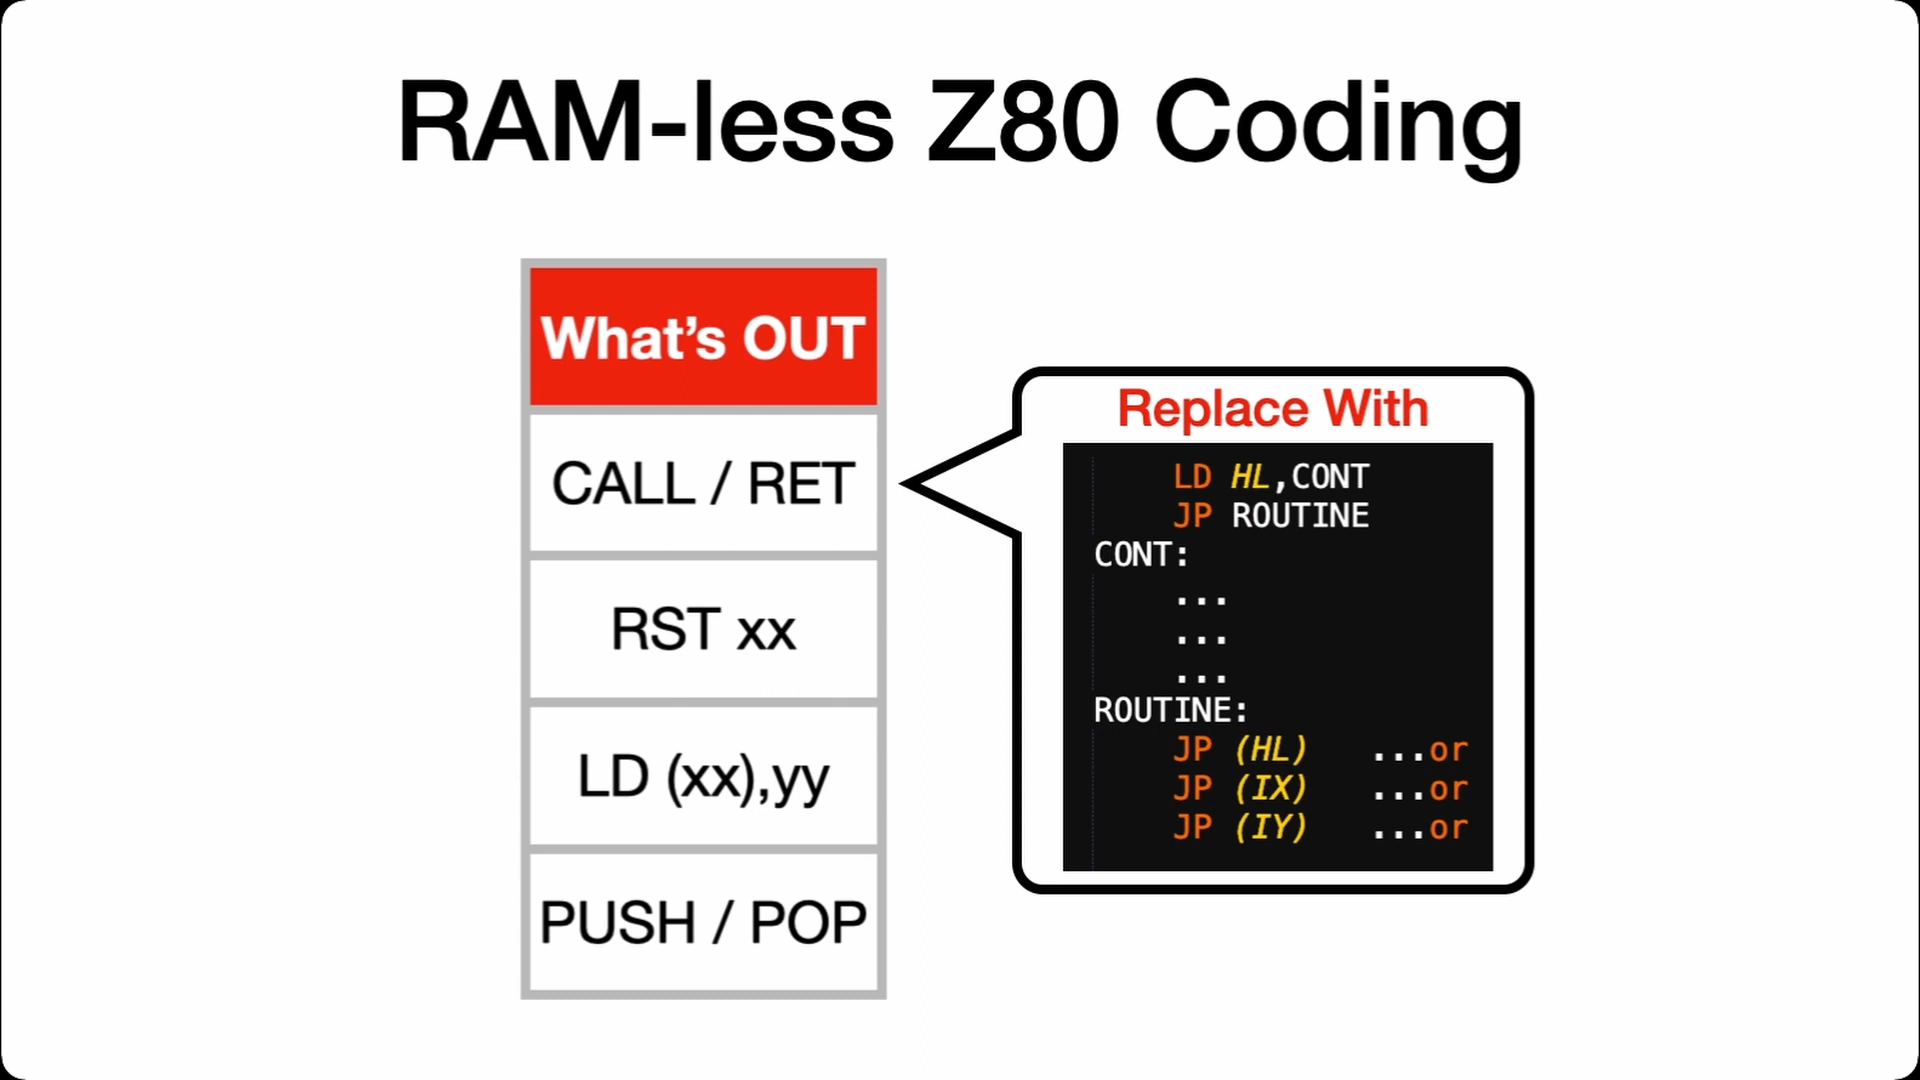 RAM-less Z80 Coding
What's OUT
CALL / RET
RST xx
LD (xx),yy
PUSH / POP
Replace With
LD HL,CONT
JP ROUTINE
CONT:
...
...
...
ROUTINE:
JP (HL) ...or
JP (IX) ...or
JP (IY) ...or